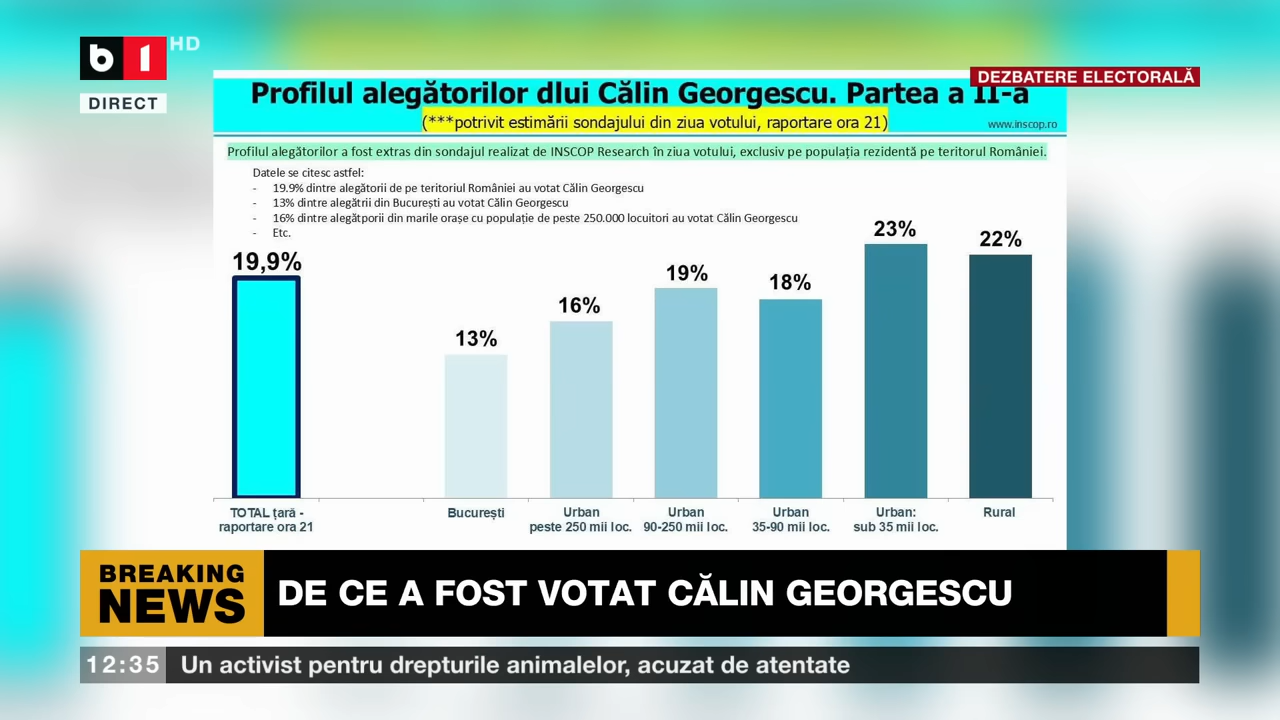 b1 HD
DIRECT
DEZBATERE ELECTORALĂ
Profilul alegătorilor dlui Călin Georgescu. Partea a II-a
(***potrivit estimării sondajului din ziua votului, raportare ora 21)
www.inscop.ro
Profilul alegătorilor a fost extras din sondajul realizat de INSCOP Research în ziua votului, exclusiv pe populația rezidentă pe teritorul României.
Datele se citesc astfel:
- 19.9% dintre alegătorii de pe teritoriul României au votat Călin Georgescu
- 13% dintre alegătrii din București au votat Călin Georgescu
- 16% dintre alegătporii din marile orașe cu populație de peste 250.000 locuitori au votat Călin Georgescu
- Etc.
19,9%
13%
16%
19%
18%
23%
22%
TOTAL țară -
raportare ora 21
București
Urban
peste 250 mii loc.
Urban
90-250 mii loc.
Urban
35-90 mii loc.
Urban:
sub 35 mii loc.
Rural
BREAKING
NEWS
DE CE A FOST VOTAT CĂLIN GEORGESCU
12:35 Un activist pentru drepturile animalelor, acuzat de atentate